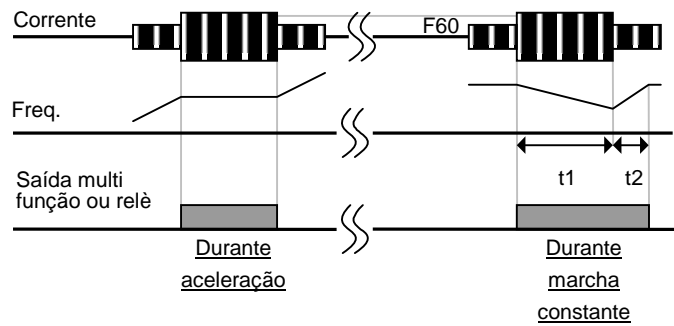 Corrente
F60
Freq.
t1 t2
Saída multi
função ou relè
Durante
aceleração
Durante
marcha
constante